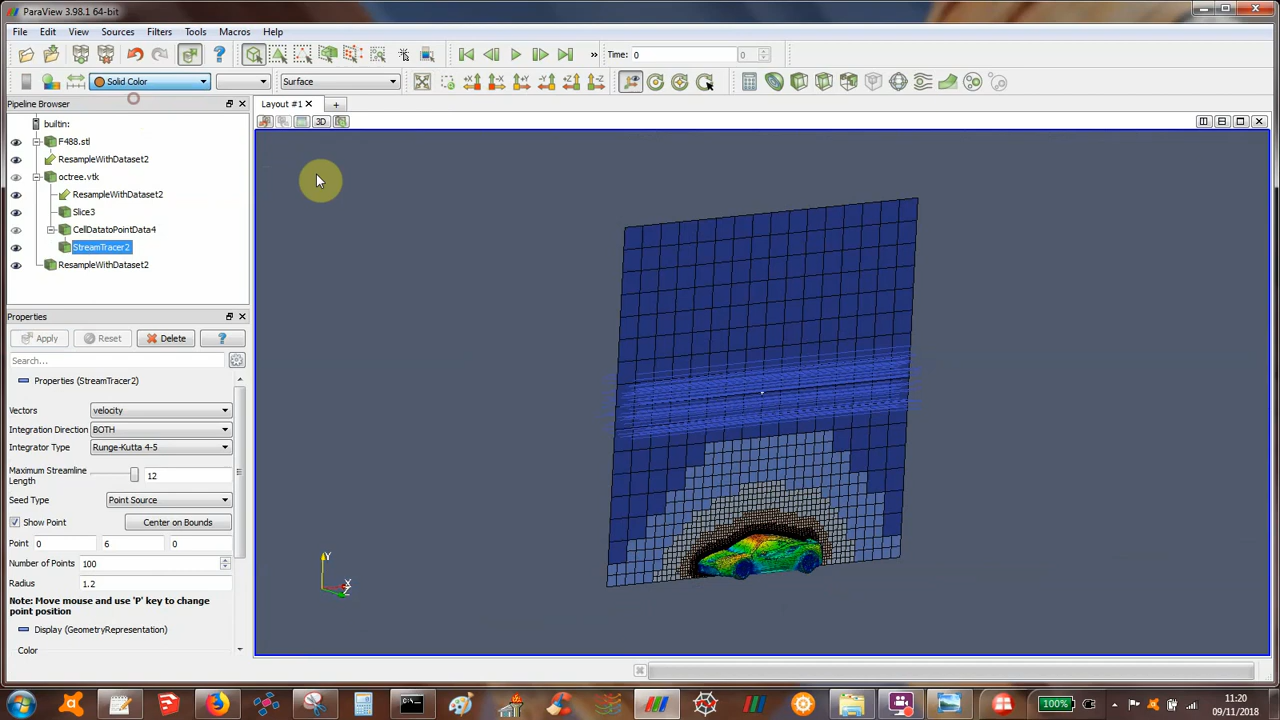 ParaView 3.98.1 64-bit
File Edit View Sources Filters Tools Macros Help
» Time: 0 0
Solid Color Surface +X -X +Y -Y +Z -Z
Pipeline Browser
Layout #1
3D
builtin:
F488.stl
ResampleWithDataset2
octree.vtk
ResampleWithDataset2
Slice3
CellDatatoPointData4
StreamTracer2
ResampleWithDataset2
Properties
Apply Reset Delete ?
Search...
Properties (StreamTracer2)
Vectors velocity
Integration Direction BOTH
Integrator Type Runge-Kutta 4-5
Maximum Streamline Length 12
Seed Type Point Source
Show Point Center on Bounds
Point 0 6 0
Number of Points 100
Radius 1.2
Note: Move mouse and use 'P' key to change
point position
Display (GeometryRepresentation)
Color
Y
X
Z
100%
11:20
09/11/2018